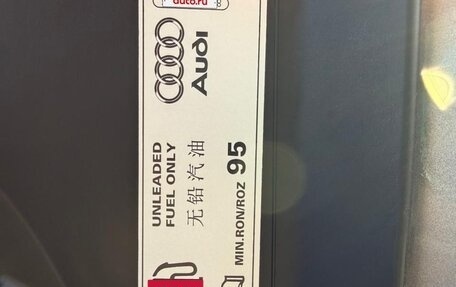 auto.ru
Audi
UNLEADED
FUEL ONLY
无铅汽油
MIN.RON/ROZ 95